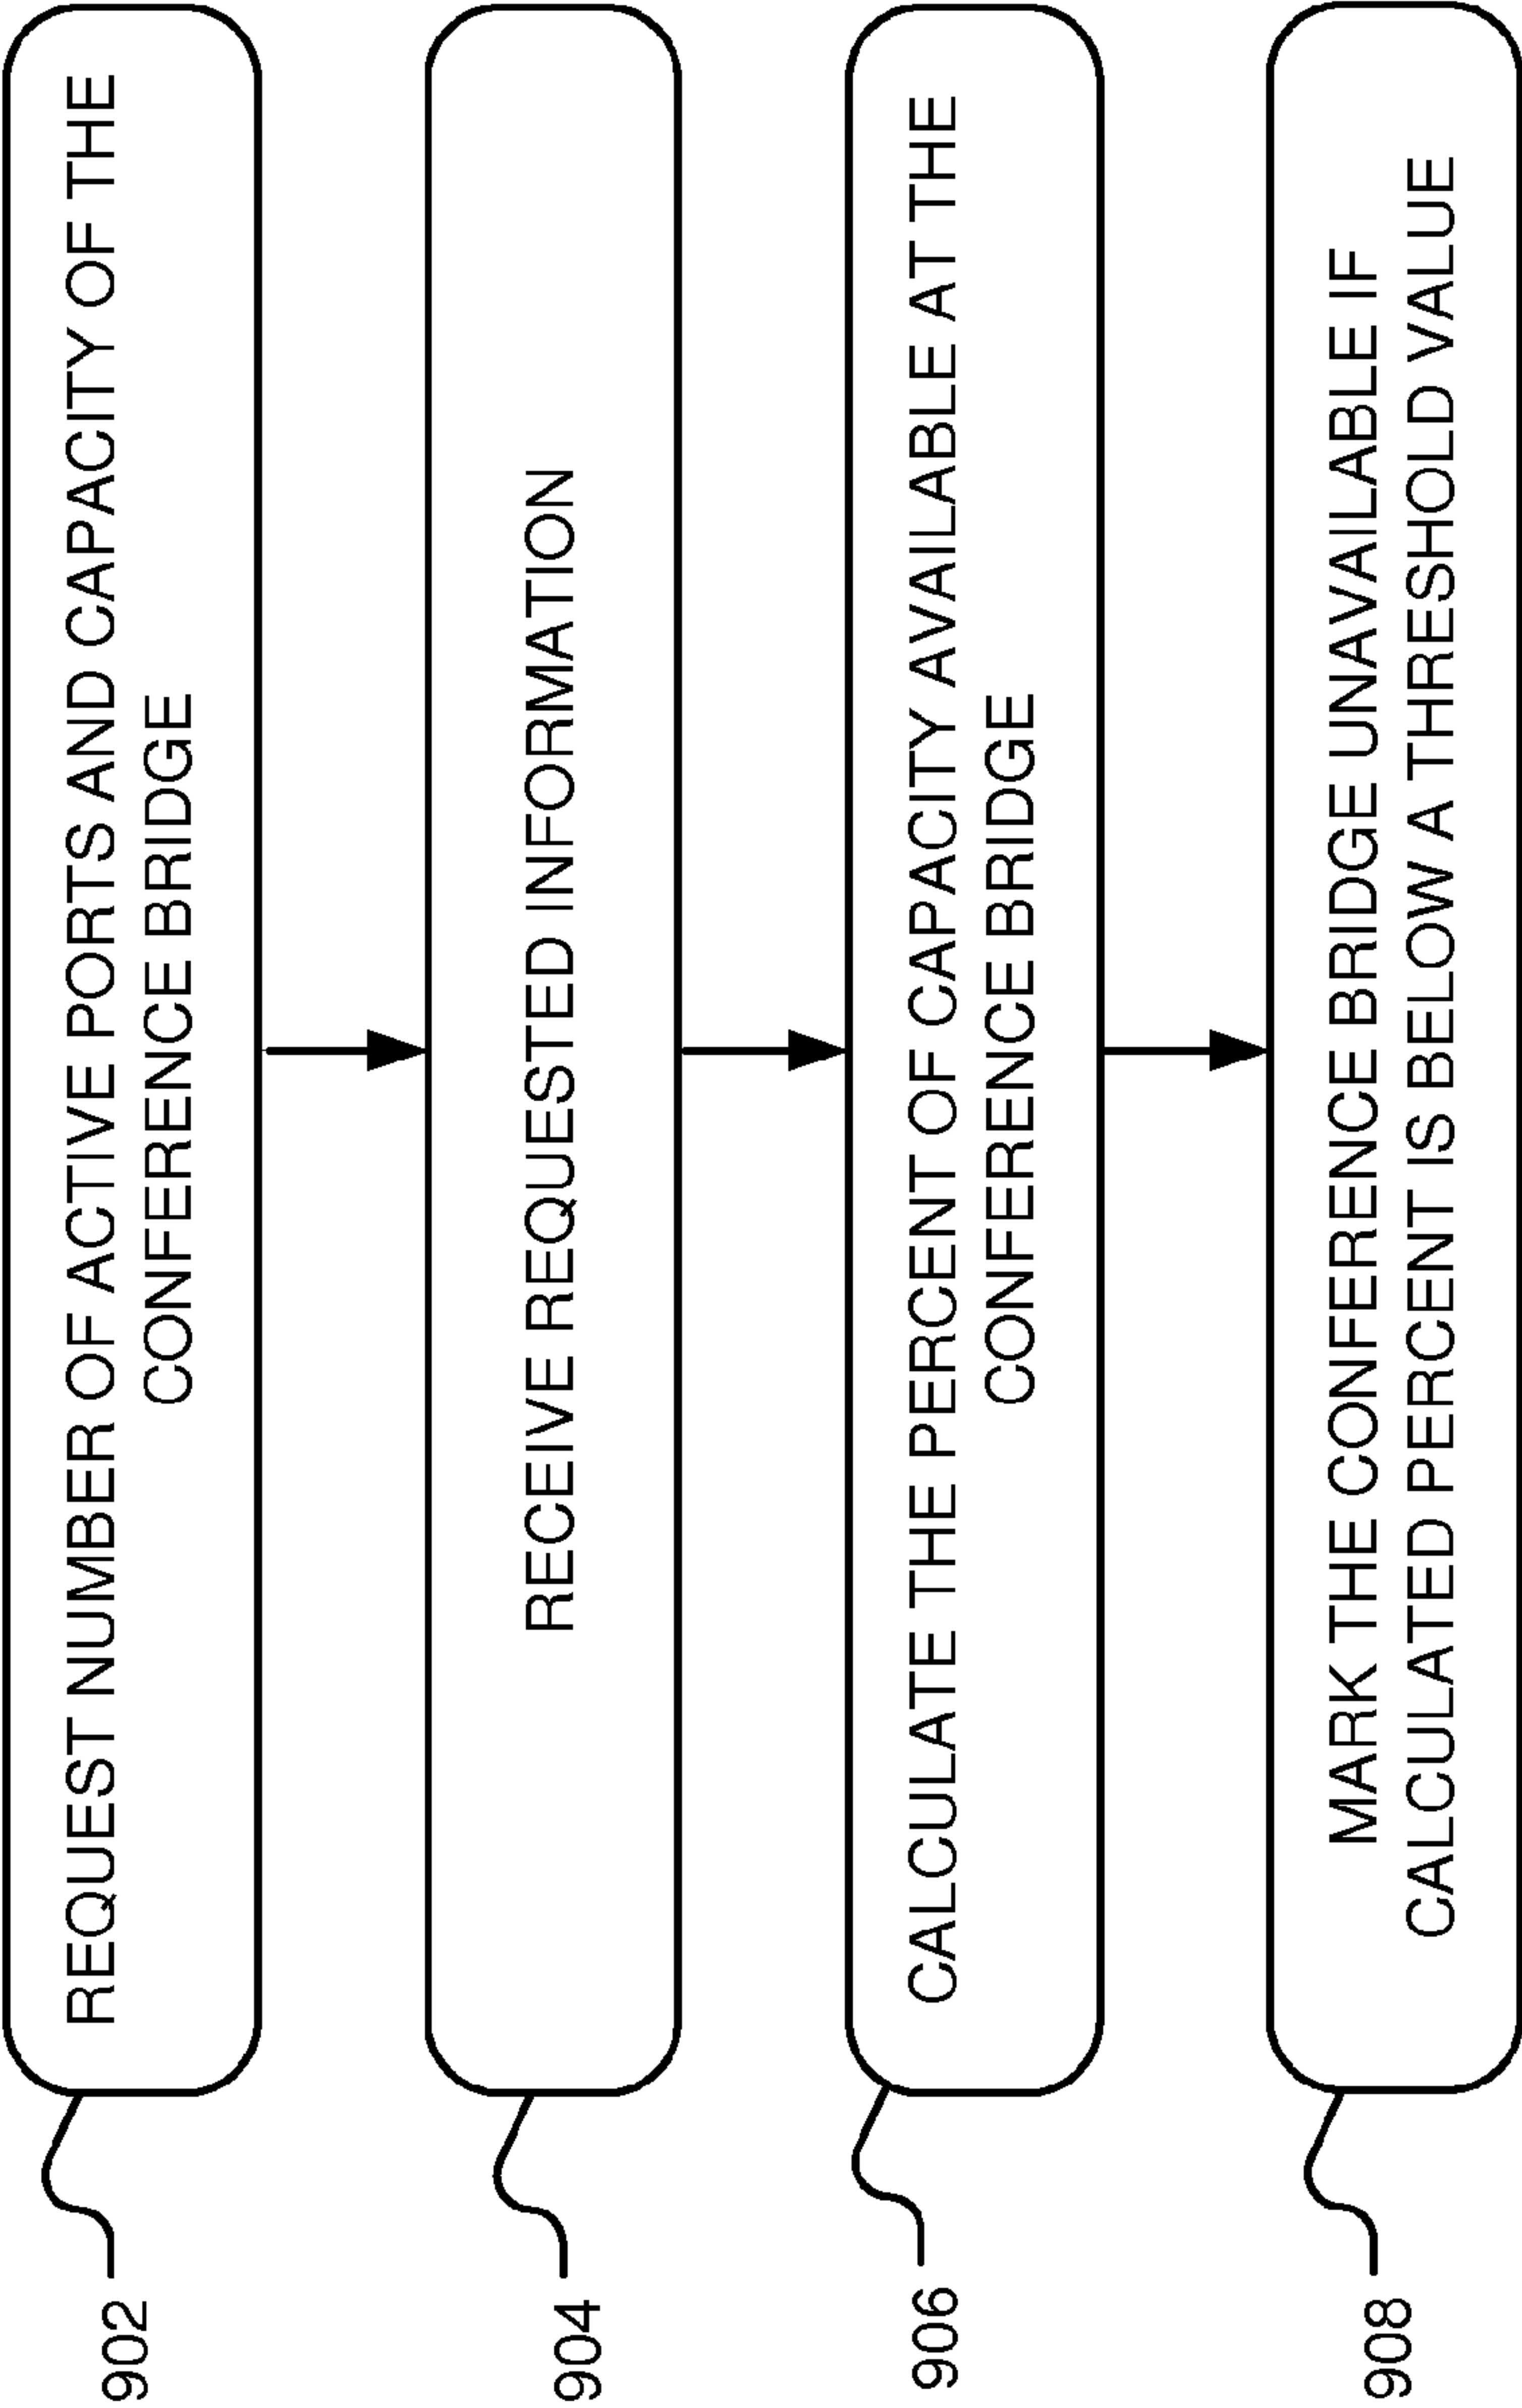 902
REQUEST NUMBER OF ACTIVE PORTS AND CAPACITY OF THE
CONFERENCE BRIDGE
904
RECEIVE REQUESTED INFORMATION
906
CALCULATE THE PERCENT OF CAPACITY AVAILABLE AT THE
CONFERENCE BRIDGE
908
MARK THE CONFERENCE BRIDGE UNAVAILABLE IF
CALCULATED PERCENT IS BELOW A THRESHOLD VALUE